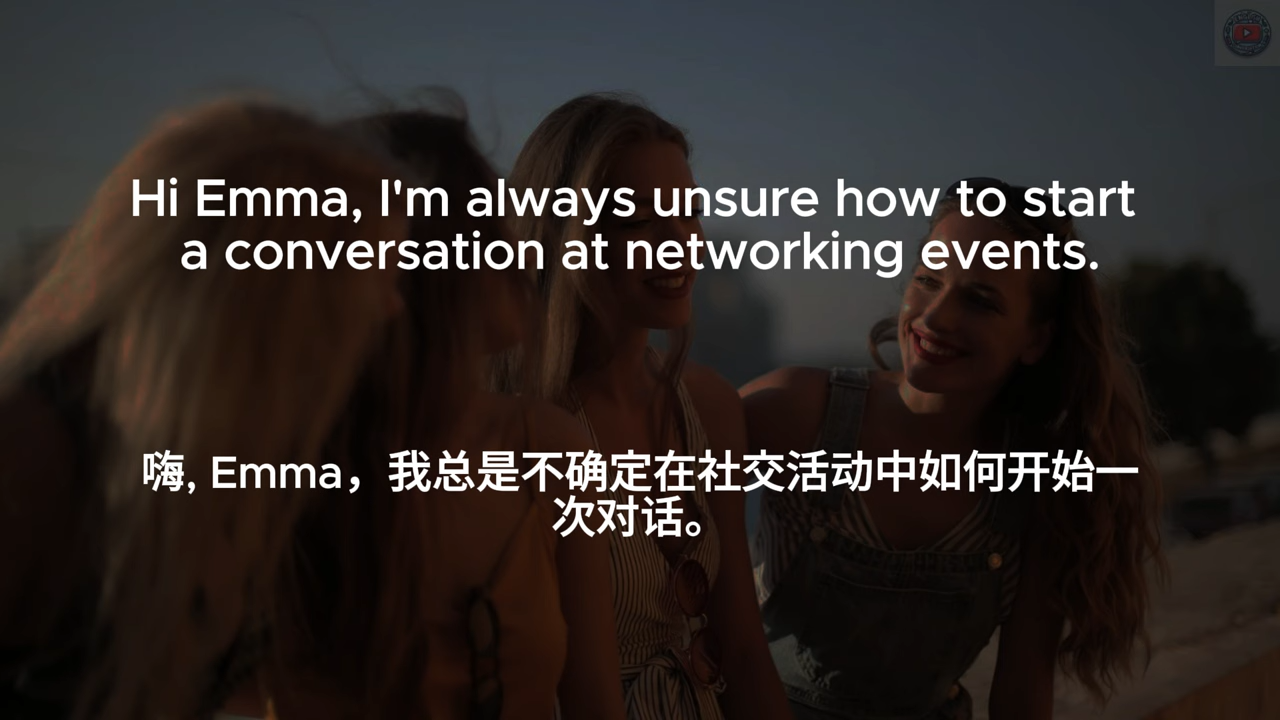 Hi Emma, I'm always unsure how to start
a conversation at networking events.
嗨, Emma，我总是不确定在社交活动中如何开始一
次对话。